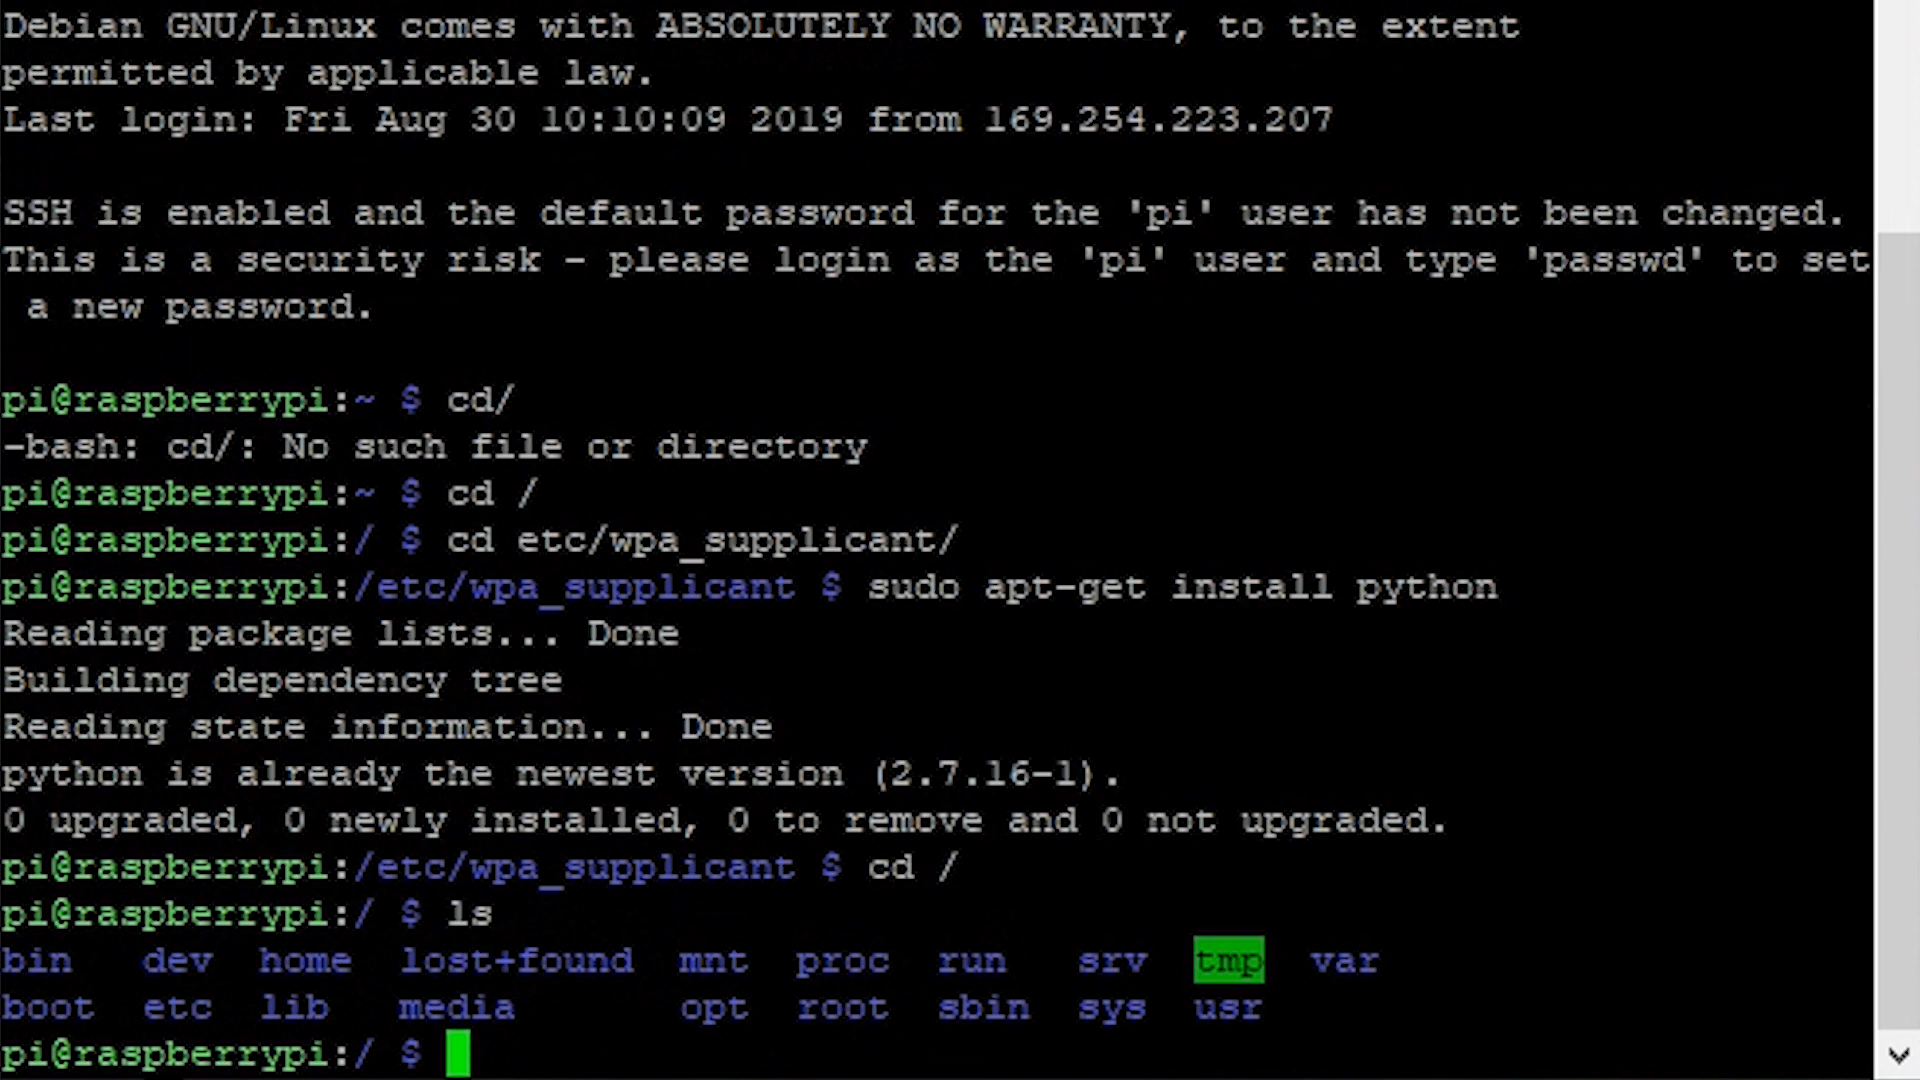 Debian GNU/Linux comes with ABSOLUTELY NO WARRANTY, to the extent
permitted by applicable law.
Last login: Fri Aug 30 10:10:09 2019 from 169.254.223.207
SSH is enabled and the default password for the 'pi' user has not been changed.
This is a security risk - please login as the 'pi' user and type 'passwd' to set
 a new password.
pi@raspberrypi:~ $ cd/
-bash: cd/: No such file or directory
pi@raspberrypi:~ $ cd /
pi@raspberrypi:/ $ cd etc/wpa_supplicant/
pi@raspberrypi:/etc/wpa_supplicant $ sudo apt-get install python
Reading package lists... Done
Building dependency tree
Reading state information... Done
python is already the newest version (2.7.16-1).
0 upgraded, 0 newly installed, 0 to remove and 0 not upgraded.
pi@raspberrypi:/etc/wpa_supplicant $ cd /
pi@raspberrypi:/ $ ls
bin   dev  home  lost+found  mnt  proc  run   srv  tmp  var
boot  etc  lib   media       opt  root  sbin  sys  usr
pi@raspberrypi:/ $